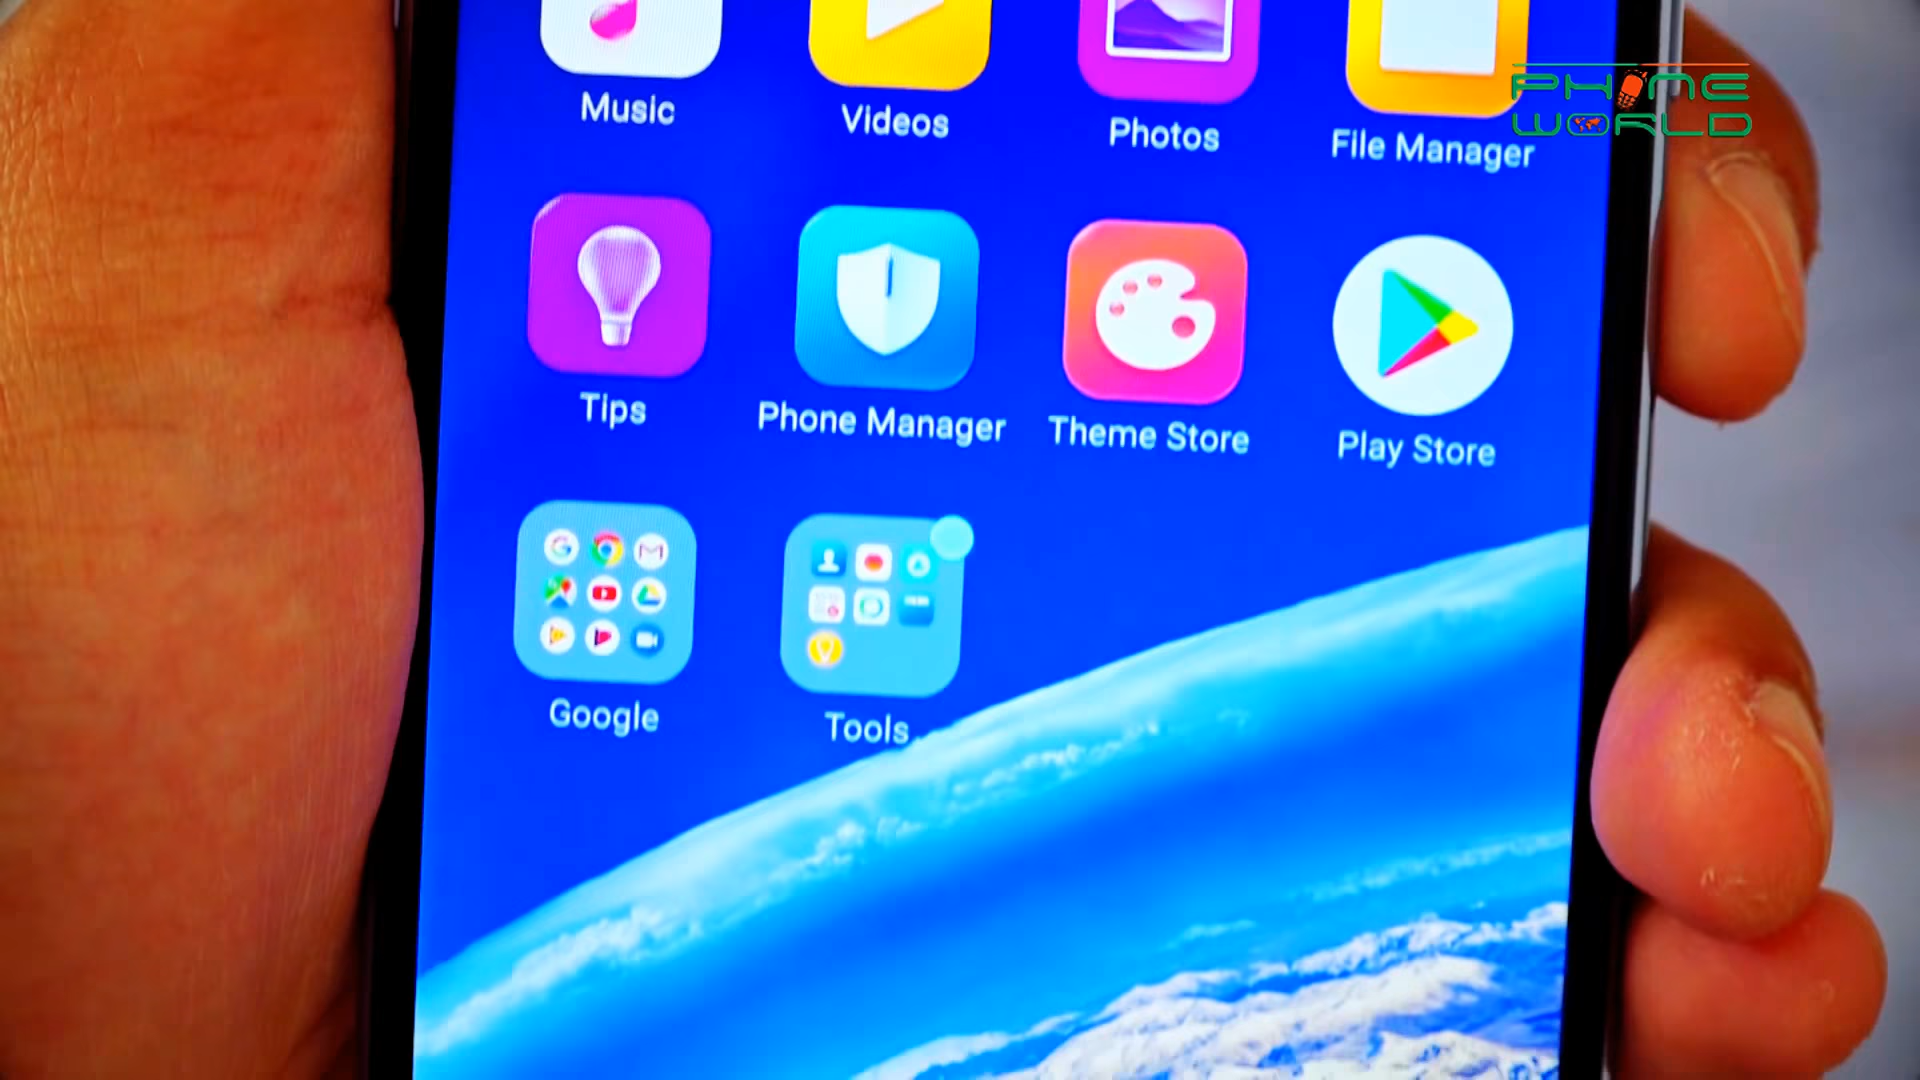 Music
Videos
Photos
File Manager
PHONE
WORLD
Tips
Phone Manager
Theme Store
Play Store
Google
Tools